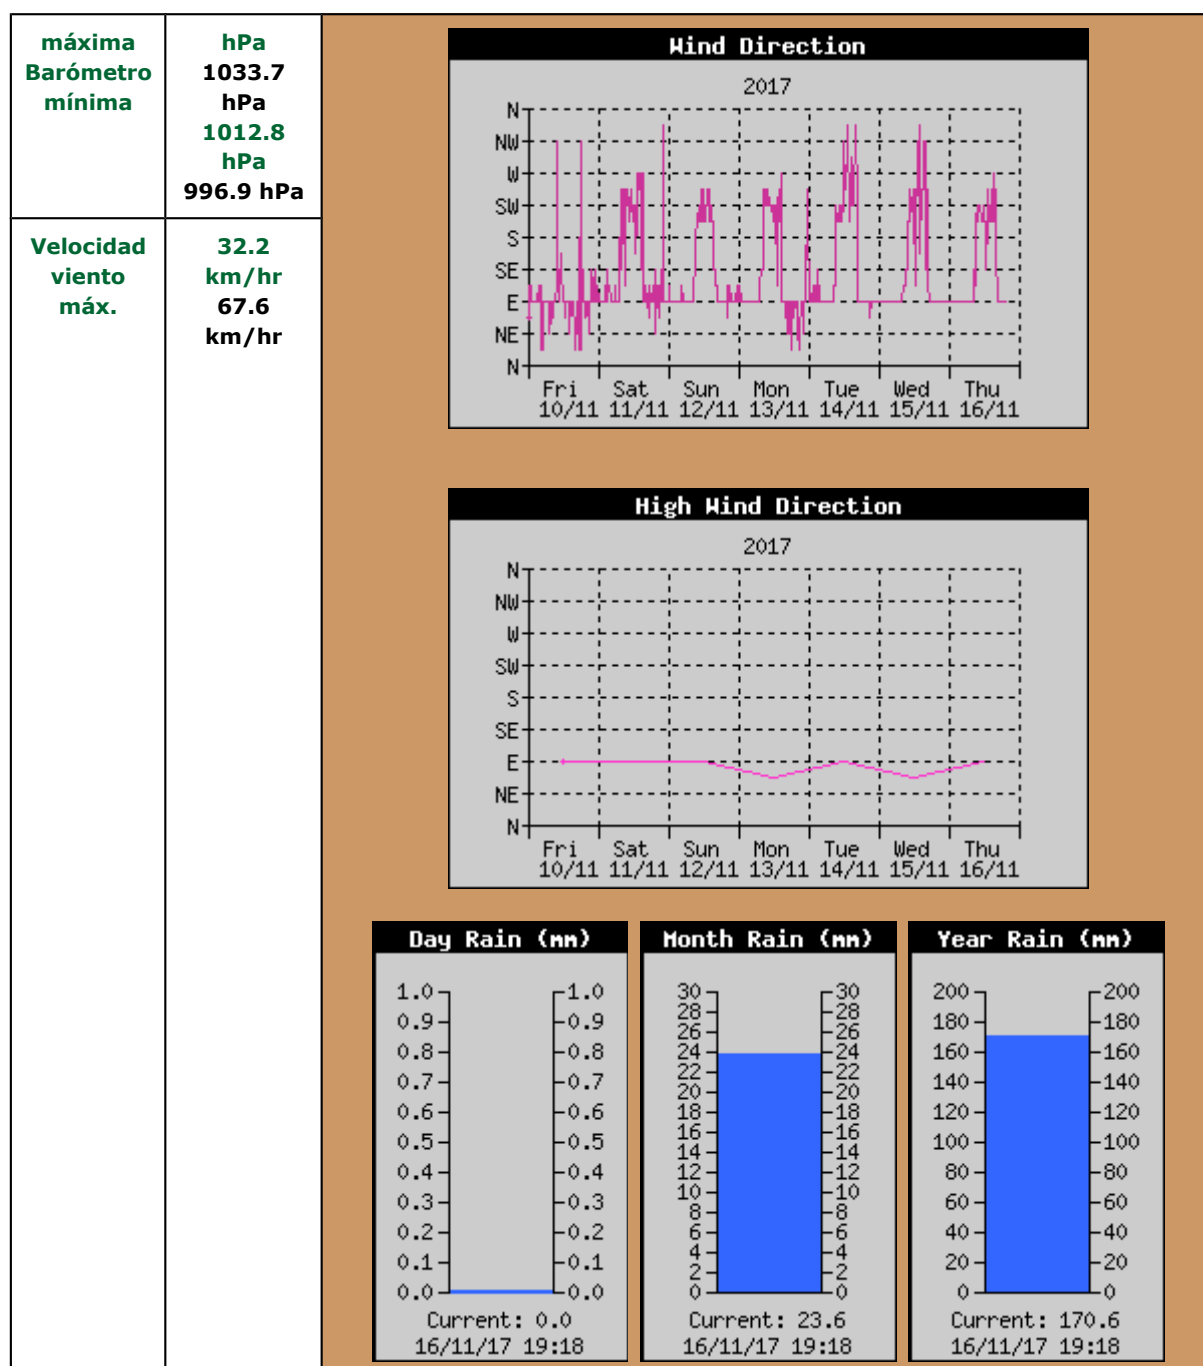 máxima
Barómetro
mínima
hPa
1033.7
hPa
1012.8
hPa
996.9 hPa
Velocidad
viento
máx.
32.2
km/hr
67.6
km/hr
Wind Direction
2017
N
NW
W
SW
S
SE
E
NE
N
Fri Sat Sun Mon Tue Wed Thu
10/11 11/11 12/11 13/11 14/11 15/11 16/11
High Wind Direction
2017
N
NW
W
SW
S
SE
E
NE
N
Fri Sat Sun Mon Tue Wed Thu
10/11 11/11 12/11 13/11 14/11 15/11 16/11
Day Rain (mm)
1.0 1.0
0.9 0.9
0.8 0.8
0.7 0.7
0.6 0.6
0.5 0.5
0.4 0.4
0.3 0.3
0.2 0.2
0.1 0.1
0.0 0.0
Current: 0.0
16/11/17 19:18
Month Rain (mm)
30 30
28 28
26 26
24 24
22 22
20 20
18 18
16 16
14 14
12 12
10 10
8 8
6 6
4 4
2 2
0 0
Current: 23.6
16/11/17 19:18
Year Rain (mm)
200 200
180 180
160 160
140 140
120 120
100 100
80 80
60 60
40 40
20 20
0 0
Current: 170.6
16/11/17 19:18